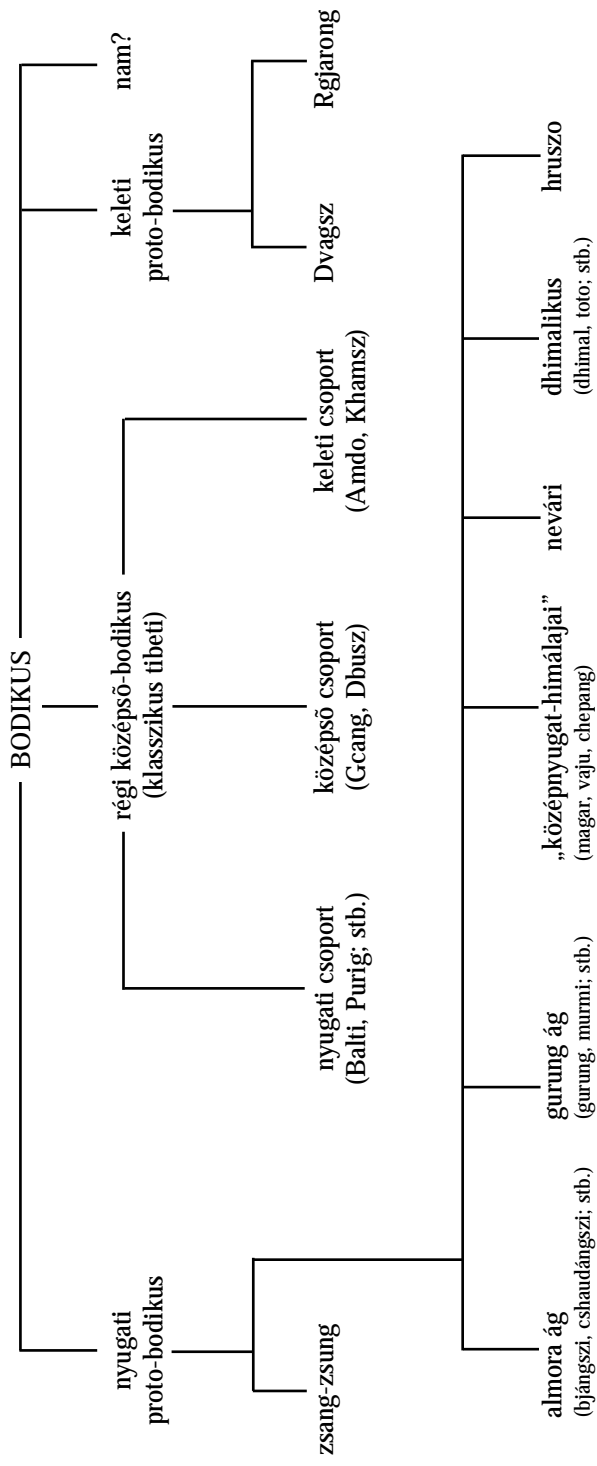 BODIKUS
nyugati
proto-bodikus
régi középsõ-bodikus
(klasszikus tibeti)
keleti
proto-bodikus
nam?
zsang-zsung
nyugati csoport
(Balti, Purig; stb.)
középsõ csoport
(Gcang, Dbusz)
keleti csoport
(Amdo, Khamsz)
Dvagsz
Rgjarong
almora ág
(bjángszi, cshaudángszi; stb.)
gurung ág
(gurung, murmi; stb.)
„középnyugat-himálajai”
(magar, vaju, chepang)
nevári
dhimalikus
(dhimal, toto; stb.)
hruszo